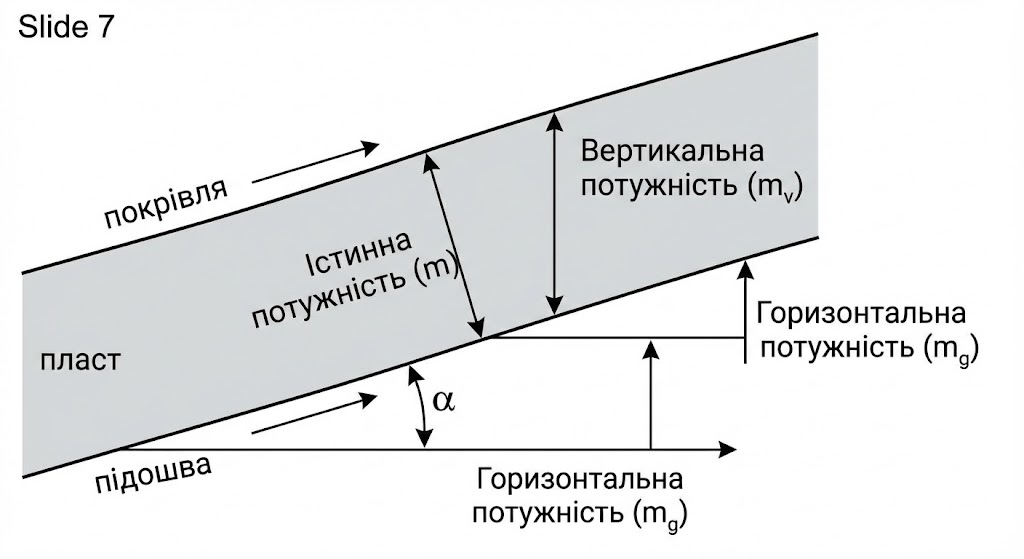 Slide 7
покрівля
Вертикальна
потужність (mv)
Істинна
потужність (m)
Горизонтальна
потужність (mg)
пласт
α
підошва
Горизонтальна
потужність (mg)